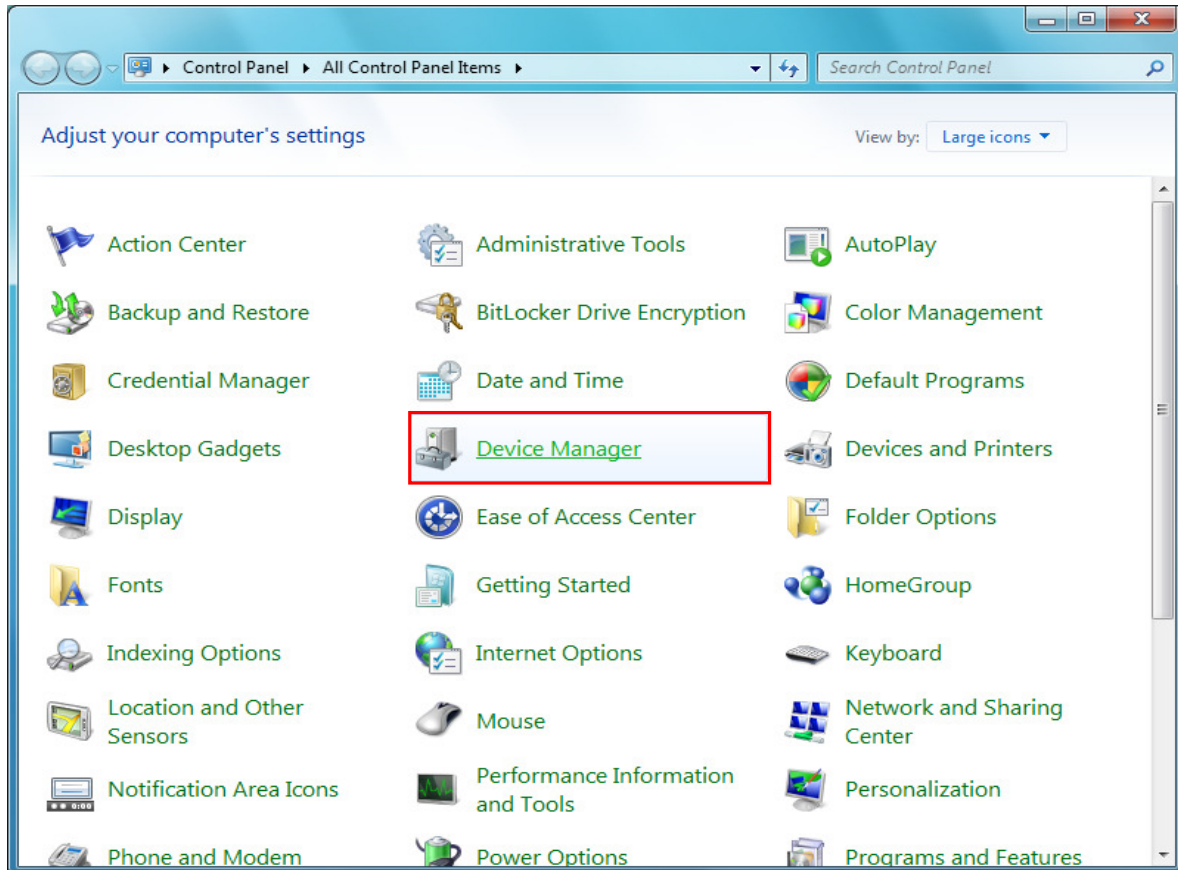 Control Panel All Control Panel Items Search Control Panel
Adjust your computer's settings View by: Large icons
Action Center Administrative Tools AutoPlay
Backup and Restore BitLocker Drive Encryption Color Management
Credential Manager Date and Time Default Programs
Desktop Gadgets Device Manager Devices and Printers
Display Ease of Access Center Folder Options
Fonts Getting Started HomeGroup
Indexing Options Internet Options Keyboard
Location and Other Sensors Mouse Network and Sharing Center
Notification Area Icons Performance Information and Tools Personalization
Phone and Modem Power Options Programs and Features